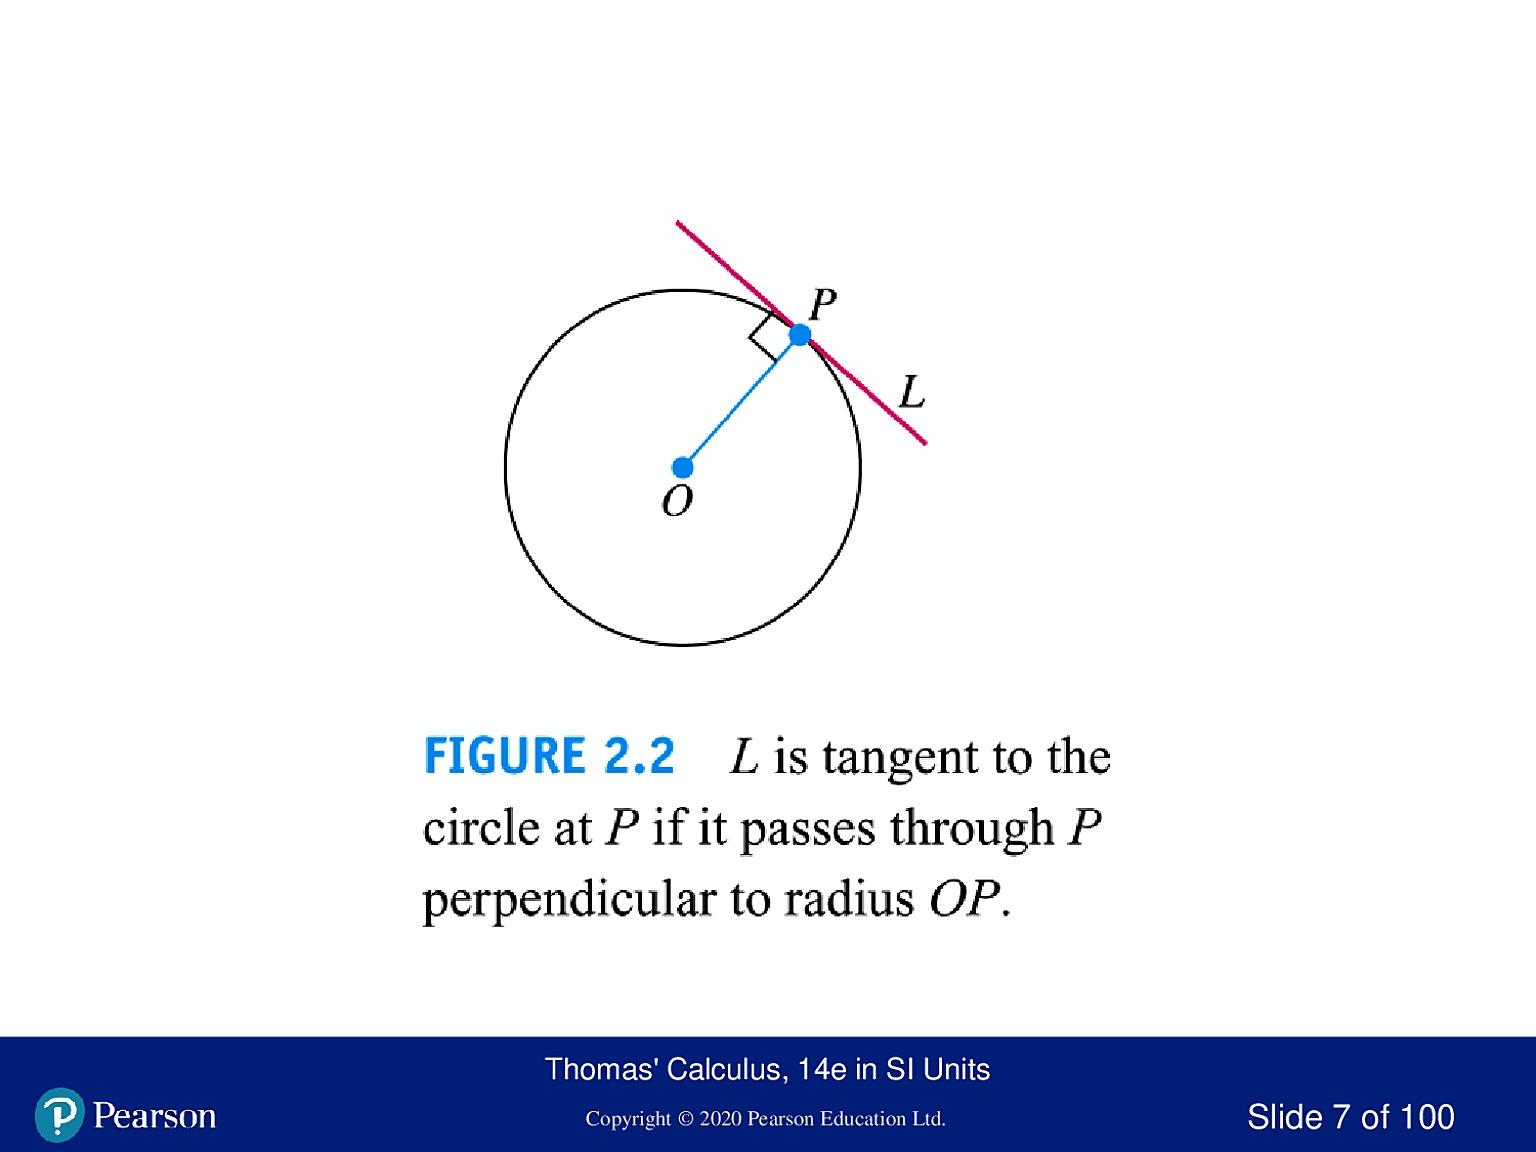 P
L
O
FIGURE 2.2 L is tangent to the
circle at P if it passes through P
perpendicular to radius OP.
Thomas' Calculus, 14e in SI Units
P Pearson
Copyright © 2020 Pearson Education Ltd.
Slide 7 of 100